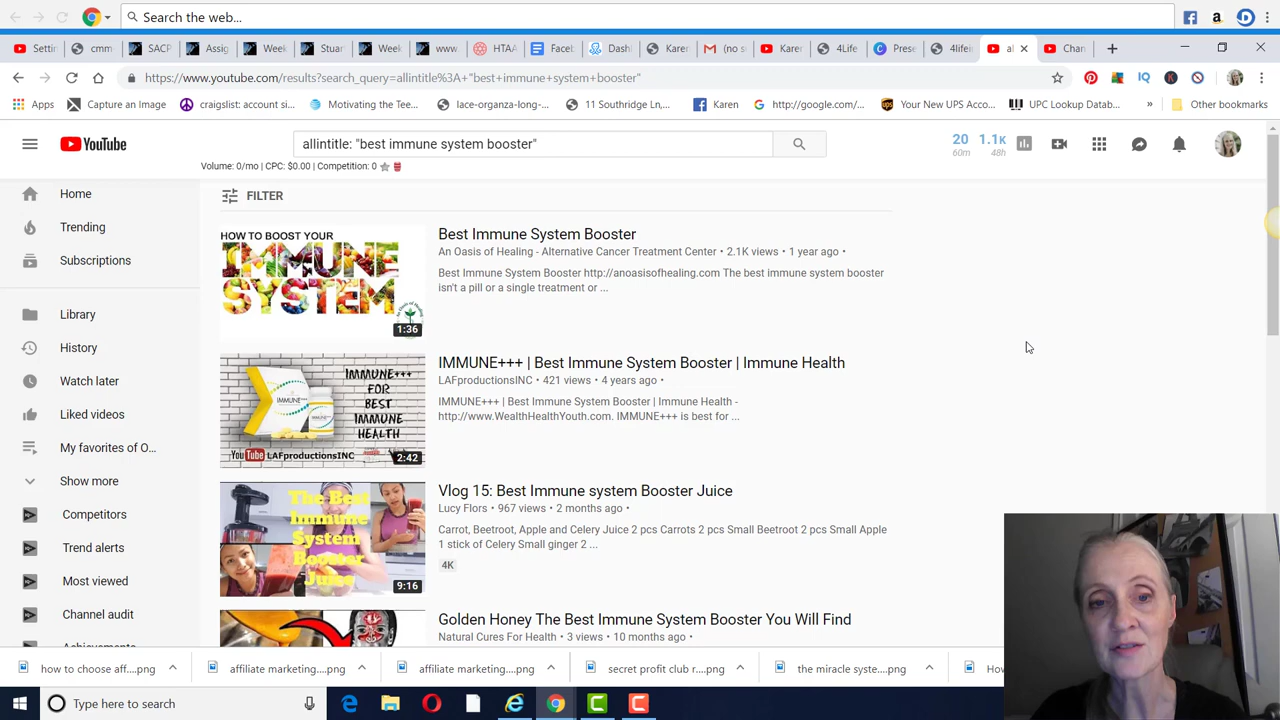 Search the web...
Settin
cmm
SACP
Assig
Week
Stuar
Week
www.
HTAA
Faceb
Dash
Karer
(no s
Karer
4Life
Prese
4lifei
al
Chan
https://www.youtube.com/results?search_query=allintitle%3A+"best+immune+system+booster"
Apps
Capture an Image
craigslist: account si...
Motivating the Tee...
lace-organza-long-...
11 Southridge Ln,...
Karen
http://google.com/...
Your New UPS Acco...
UPC Lookup Datab...
»
Other bookmarks
YouTube
allintitle: "best immune system booster"
20
60m
1.1K
48h
Volume: 0/mo | CPC: $0.00 | Competition: 0
Home
Trending
Subscriptions
Library
History
Watch later
Liked videos
My favorites of O...
Show more
Competitors
Trend alerts
Most viewed
Channel audit
FILTER
HOW TO BOOST YOUR
IMMUNE
SYSTEM
1:36
Best Immune System Booster
An Oasis of Healing - Alternative Cancer Treatment Center • 2.1K views • 1 year ago •
Best Immune System Booster http://anoasisofhealing.com The best immune system booster
isn't a pill or a single treatment or ...
IMMUNE+++
FOR
BEST
IMMUNE
HEALTH
YouTube LAFproductionsINC
2:42
IMMUNE+++ | Best Immune System Booster | Immune Health
LAFproductionsINC • 421 views • 4 years ago •
IMMUNE+++ | Best Immune System Booster | Immune Health -
http://www.WealthHealthYouth.com. IMMUNE+++ is best for ...
The Best
Immune
System
Booster
Juice
9:16
Vlog 15: Best Immune system Booster Juice
Lucy Flors • 967 views • 2 months ago •
Carrot, Beetroot, Apple and Celery Juice 2 pcs Carrots 2 pcs Small Beetroot 2 pcs Small Apple
1 stick of Celery Small ginger 2 ...
4K
Golden Honey The Best Immune System Booster You Will Find
Natural Cures For Health • 3 views • 10 months ago •
how to choose aff....png
affiliate marketing....png
affiliate marketing....png
secret profit club r....png
the miracle syste....png
How
Type here to search